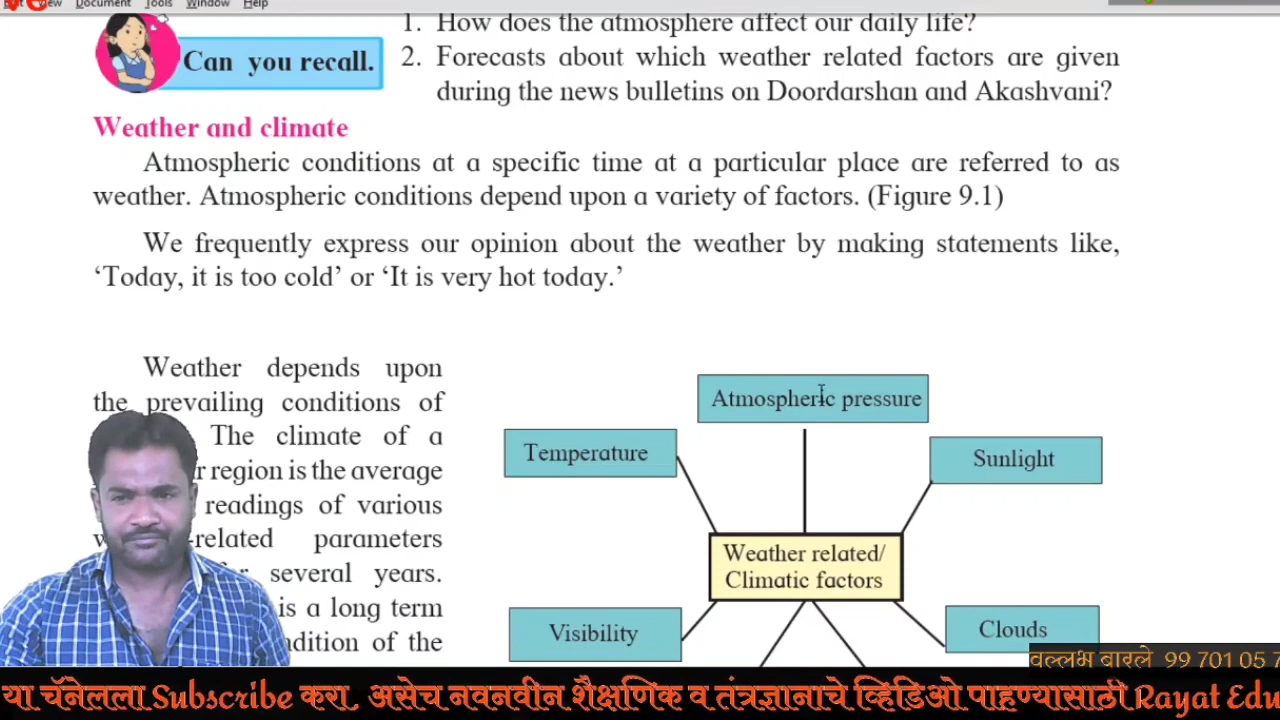 View Document Tools Window Help
1. How does the atmosphere affect our daily life?
Can you recall.
2. Forecasts about which weather related factors are given
during the news bulletins on Doordarshan and Akashvani?
Weather and climate
Atmospheric conditions at a specific time at a particular place are referred to as
weather. Atmospheric conditions depend upon a variety of factors. (Figure 9.1)
We frequently express our opinion about the weather by making statements like,
‘Today, it is too cold’ or ‘It is very hot today.’
Weather depends upon
the prevailing conditions of
The climate of a
r region is the average
readings of various
-related parameters
several years.
is a long term
ndition of the
Atmospheric pressure
Temperature
Sunlight
Weather related/
Climatic factors
Visibility
Clouds
वल्लभ बारले 99 701 05 7
या चॅनेलला Subscribe करा. असेच नवनवीन शैक्षणिक व तंत्रज्ञानाचे व्हिडिओ पाहण्यासाठी Rayat Edu